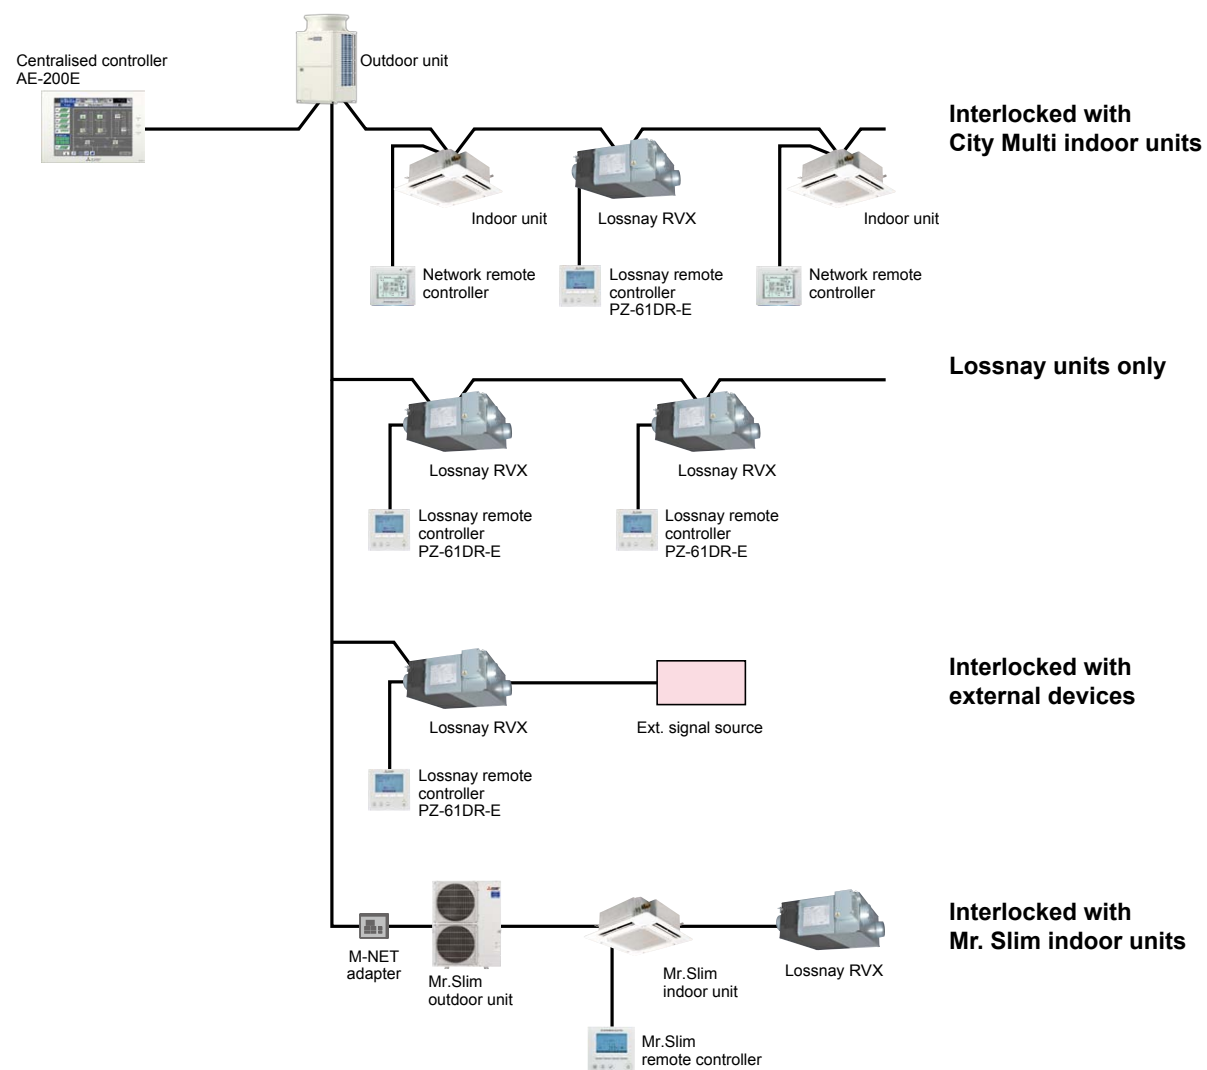 Centralised controller
AE-200E
Outdoor unit
Interlocked with
City Multi indoor units
Indoor unit
Lossnay RVX
Indoor unit
Network remote
controller
Lossnay remote
controller
PZ-61DR-E
Network remote
controller
Lossnay units only
Lossnay RVX
Lossnay RVX
Lossnay remote
controller
PZ-61DR-E
Lossnay remote
controller
PZ-61DR-E
Interlocked with
external devices
Lossnay RVX
Ext. signal source
Lossnay remote
controller
PZ-61DR-E
Interlocked with
Mr. Slim indoor units
M-NET
adapter
Mr.Slim
outdoor unit
Mr.Slim
indoor unit
Lossnay RVX
Mr.Slim
remote controller